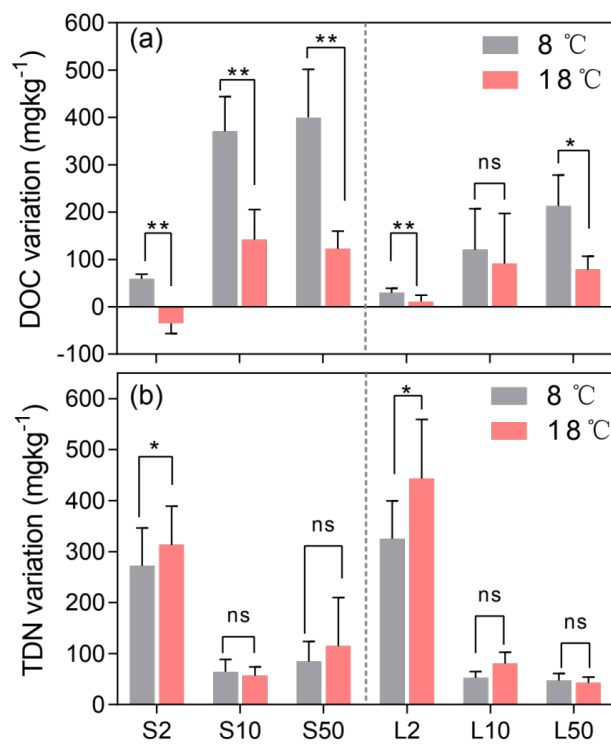 (a)
8 ℃
18℃
DOC variation (mgkg⁻¹)
600
500
400
300
200
100
0
-100
**
**
**
**
ns
*
(b)
8 ℃
18℃
TDN variation (mgkg⁻¹)
600
500
400
300
200
100
0
*
ns
ns
*
ns
ns
S2 S10 S50 L2 L10 L50